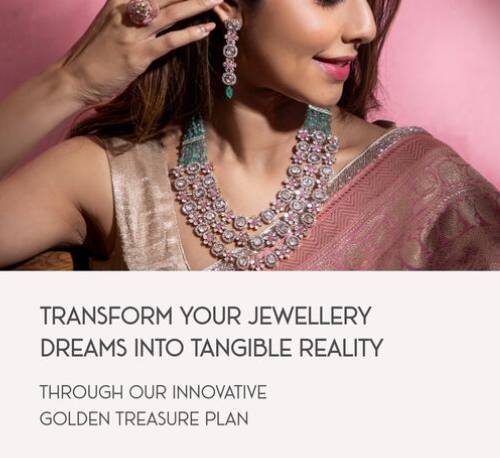 TRANSFORM YOUR JEWELLERY
DREAMS INTO TANGIBLE REALITY
THROUGH OUR INNOVATIVE
GOLDEN TREASURE PLAN